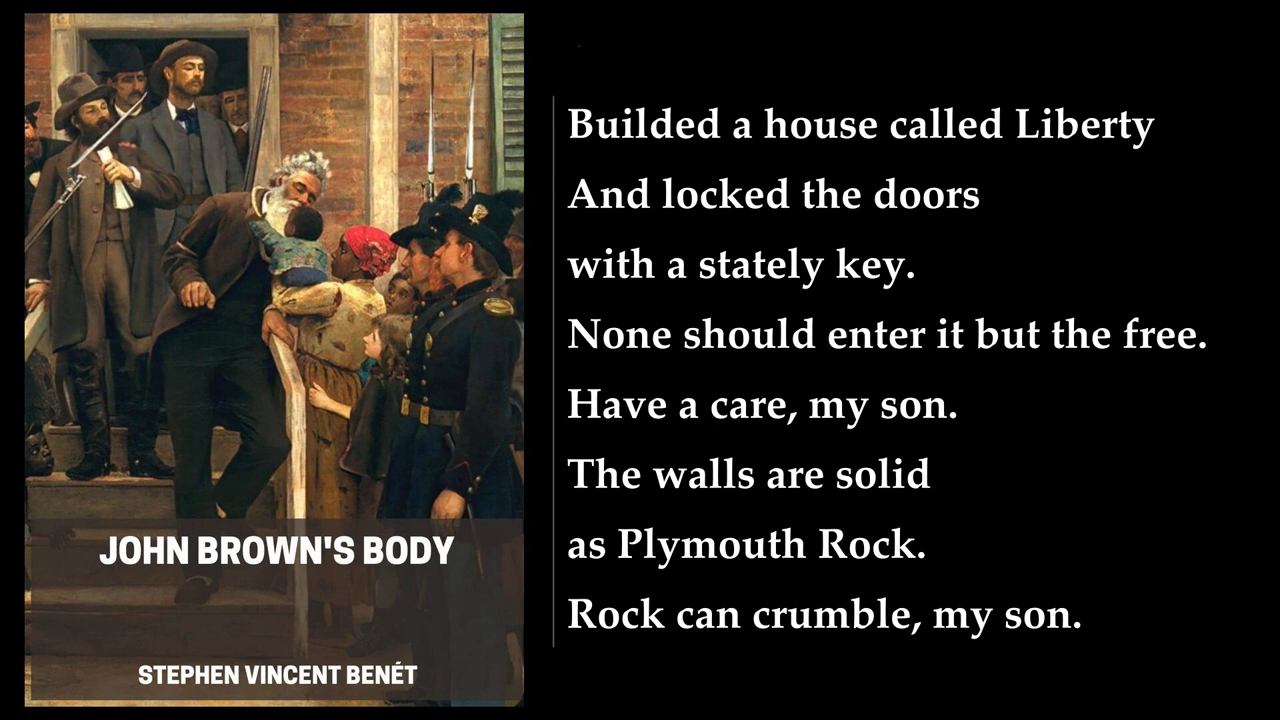 JOHN BROWN'S BODY
STEPHEN VINCENT BENÉT
Builded a house called Liberty
And locked the doors
with a stately key.
None should enter it but the free.
Have a care, my son.
The walls are solid
as Plymouth Rock.
Rock can crumble, my son.